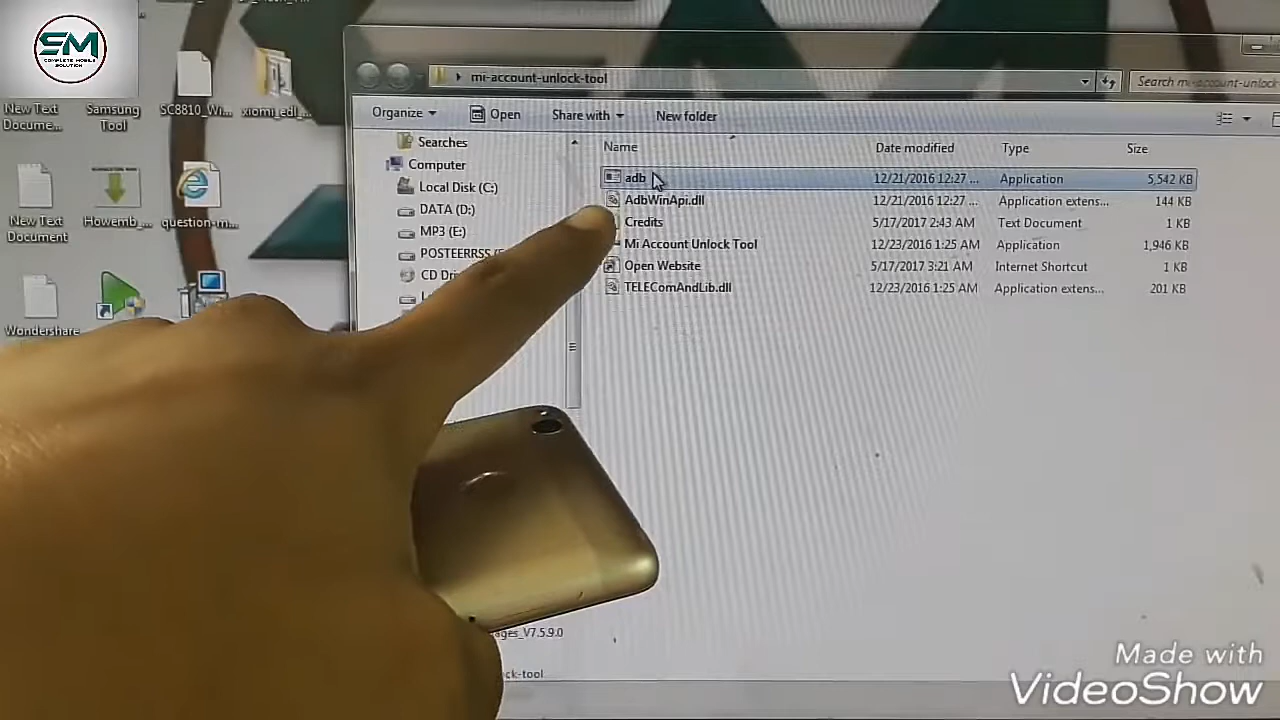 SM
COMPLETE MOBILE
SOLUTION
New Text
Docume...
Samsung
Tool
SC8810_Wi...
xiomi_edl_...
New Text
Docume...
Howemb_...
question-m...
Wondershare
mi-account-unlock-tool
Search mi-account-unlock
Organize
Open
Share with
New folder
Searches
Computer
Local Disk (C:)
DATA (D:)
MP3 (E:)
POSTEERRSS
CD Dri
Name
Date modified
Type
Size
adb
12/21/2016 12:27 ...
Application
5,542 KB
AdbWinApi.dll
12/21/2016 12:27 ...
Application extens...
144 KB
Credits
5/17/2017 2:43 AM
Text Document
1 KB
Mi Account Unlock Tool
12/23/2016 1:25 AM
Application
1,946 KB
Open Website
5/17/2017 3:21 AM
Internet Shortcut
1 KB
TELEComAndLib.dll
12/23/2016 1:25 AM
Application extens...
201 KB
ages_V7.5.9.0
ck-tool
Made with
VideoShow